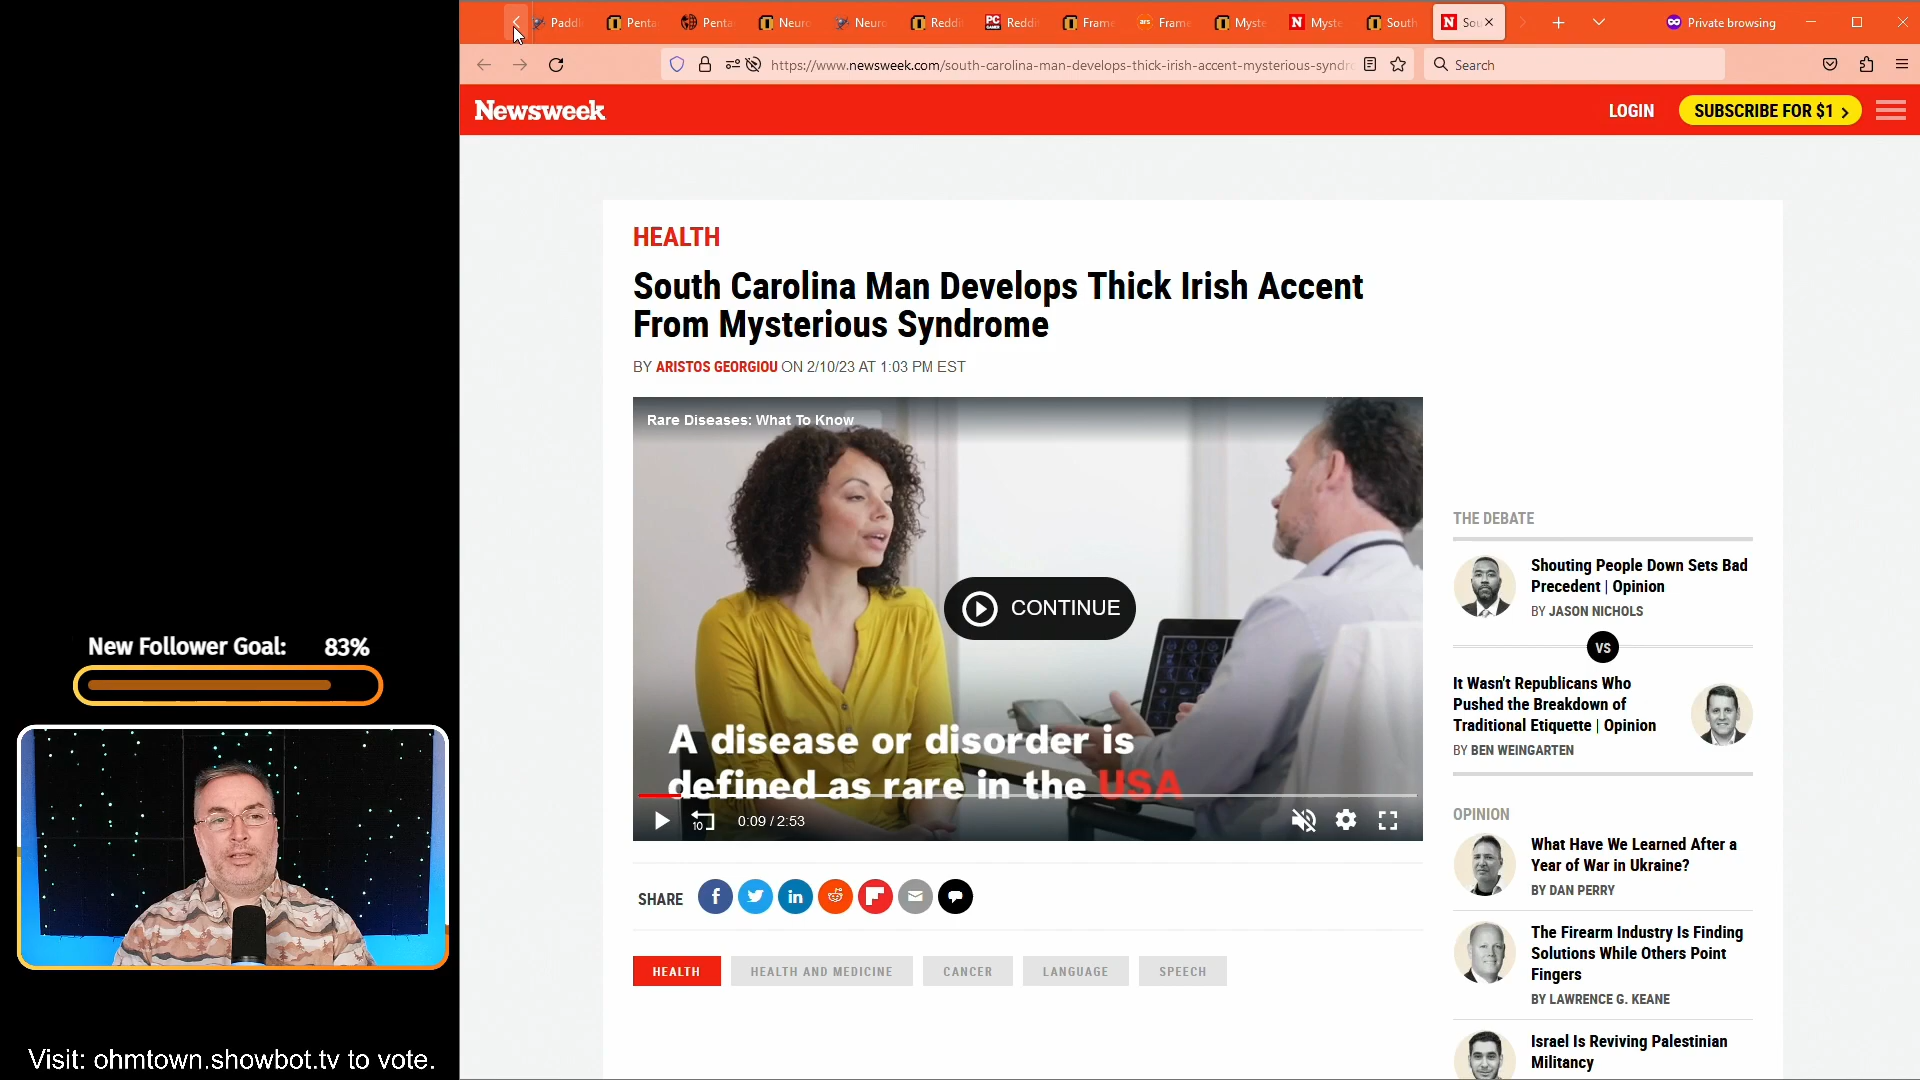 Paddl
Penta
Penta
Neuro
Neuro
Reddi
PC GAMER Reddi
Frame
ars Frame
Myste
N Myste
South
N Sou
Private browsing
https://www.newsweek.com/south-carolina-man-develops-thick-irish-accent-mysterious-syndro
Search
Newsweek
LOGIN
SUBSCRIBE FOR $1
HEALTH
South Carolina Man Develops Thick Irish Accent
From Mysterious Syndrome
BY ARISTOS GEORGIOU ON 2/10/23 AT 1:03 PM EST
Rare Diseases: What To Know
CONTINUE
A disease or disorder is
defined as rare in the USA
10
0:09 / 2:53
SHARE
HEALTH
HEALTH AND MEDICINE
CANCER
LANGUAGE
SPEECH
THE DEBATE
Shouting People Down Sets Bad
Precedent | Opinion
BY JASON NICHOLS
VS
It Wasn't Republicans Who
Pushed the Breakdown of
Traditional Etiquette | Opinion
BY BEN WEINGARTEN
OPINION
What Have We Learned After a
Year of War in Ukraine?
BY DAN PERRY
The Firearm Industry Is Finding
Solutions While Others Point
Fingers
BY LAWRENCE G. KEANE
Israel Is Reviving Palestinian
Militancy
New Follower Goal: 83%
Visit: ohmtown.showbot.tv to vote.